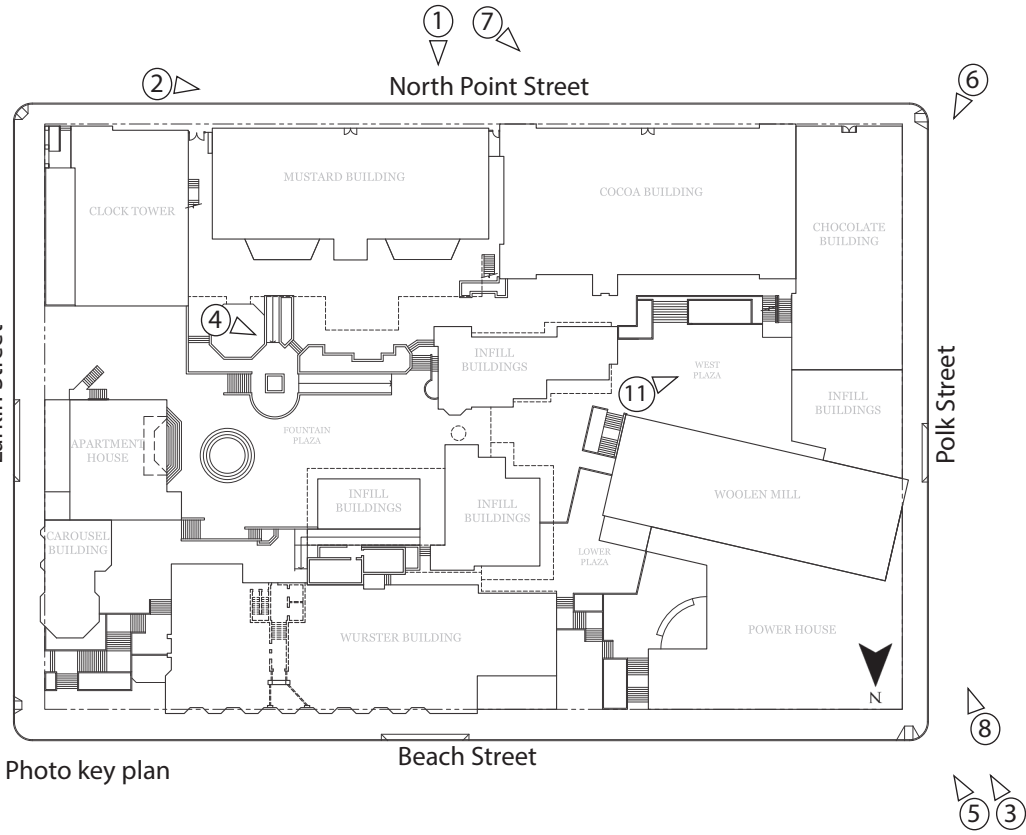 1
7
2
North Point Street
6
MUSTARD BUILDING
COCOA BUILDING
CLOCK TOWER
CHOCOLATE
BUILDING
4
INFILL
BUILDINGS
WEST
PLAZA
11
INFILL
BUILDINGS
Polk Street
FOUNTAIN
PLAZA
APARTMENT
HOUSE
INFILL
BUILDINGS
INFILL
BUILDINGS
WOOLEN MILL
CAROUSEL
BUILDING
LOWER
PLAZA
WURSTER BUILDING
POWER HOUSE
N
8
Beach Street
Photo key plan
5
3